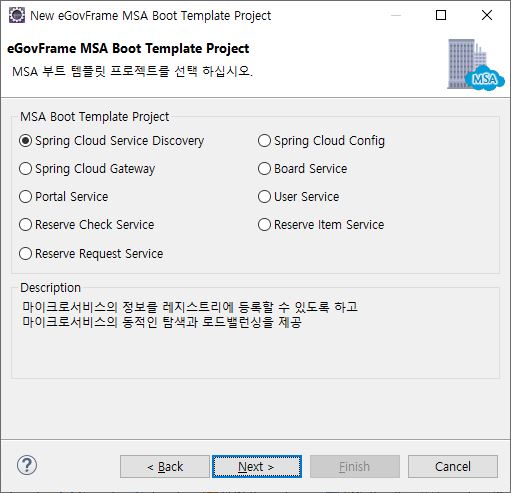 New eGovFrame MSA Boot Template Project
eGovFrame MSA Boot Template Project
MSA 부트 템플릿 프로젝트를 선택 하십시오.
MSA
MSA Boot Template Project
Spring Cloud Service Discovery
Spring Cloud Config
Spring Cloud Gateway
Board Service
Portal Service
User Service
Reserve Check Service
Reserve Item Service
Reserve Request Service
Description
마이크로서비스의 정보를 레지스트리에 등록할 수 있도록 하고
마이크로서비스의 동적인 탐색과 로드밸런싱을 제공
?
< Back
Next >
Finish
Cancel